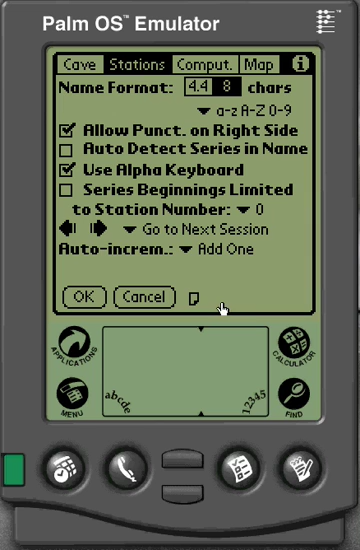 Palm OS™ Emulator
Cave Stations Comput. Map i
Name Format: 4.4 8 chars
a-z A-Z 0-9
Allow Punct. on Right Side
Auto Detect Series in Name
Use Alpha Keyboard
Series Beginnings Limited
to Station Number: 0
Go to Next Session
Auto-increm.: Add One
OK Cancel
APPLICATIONS CALCULATOR
MENU abcde 12345 FIND